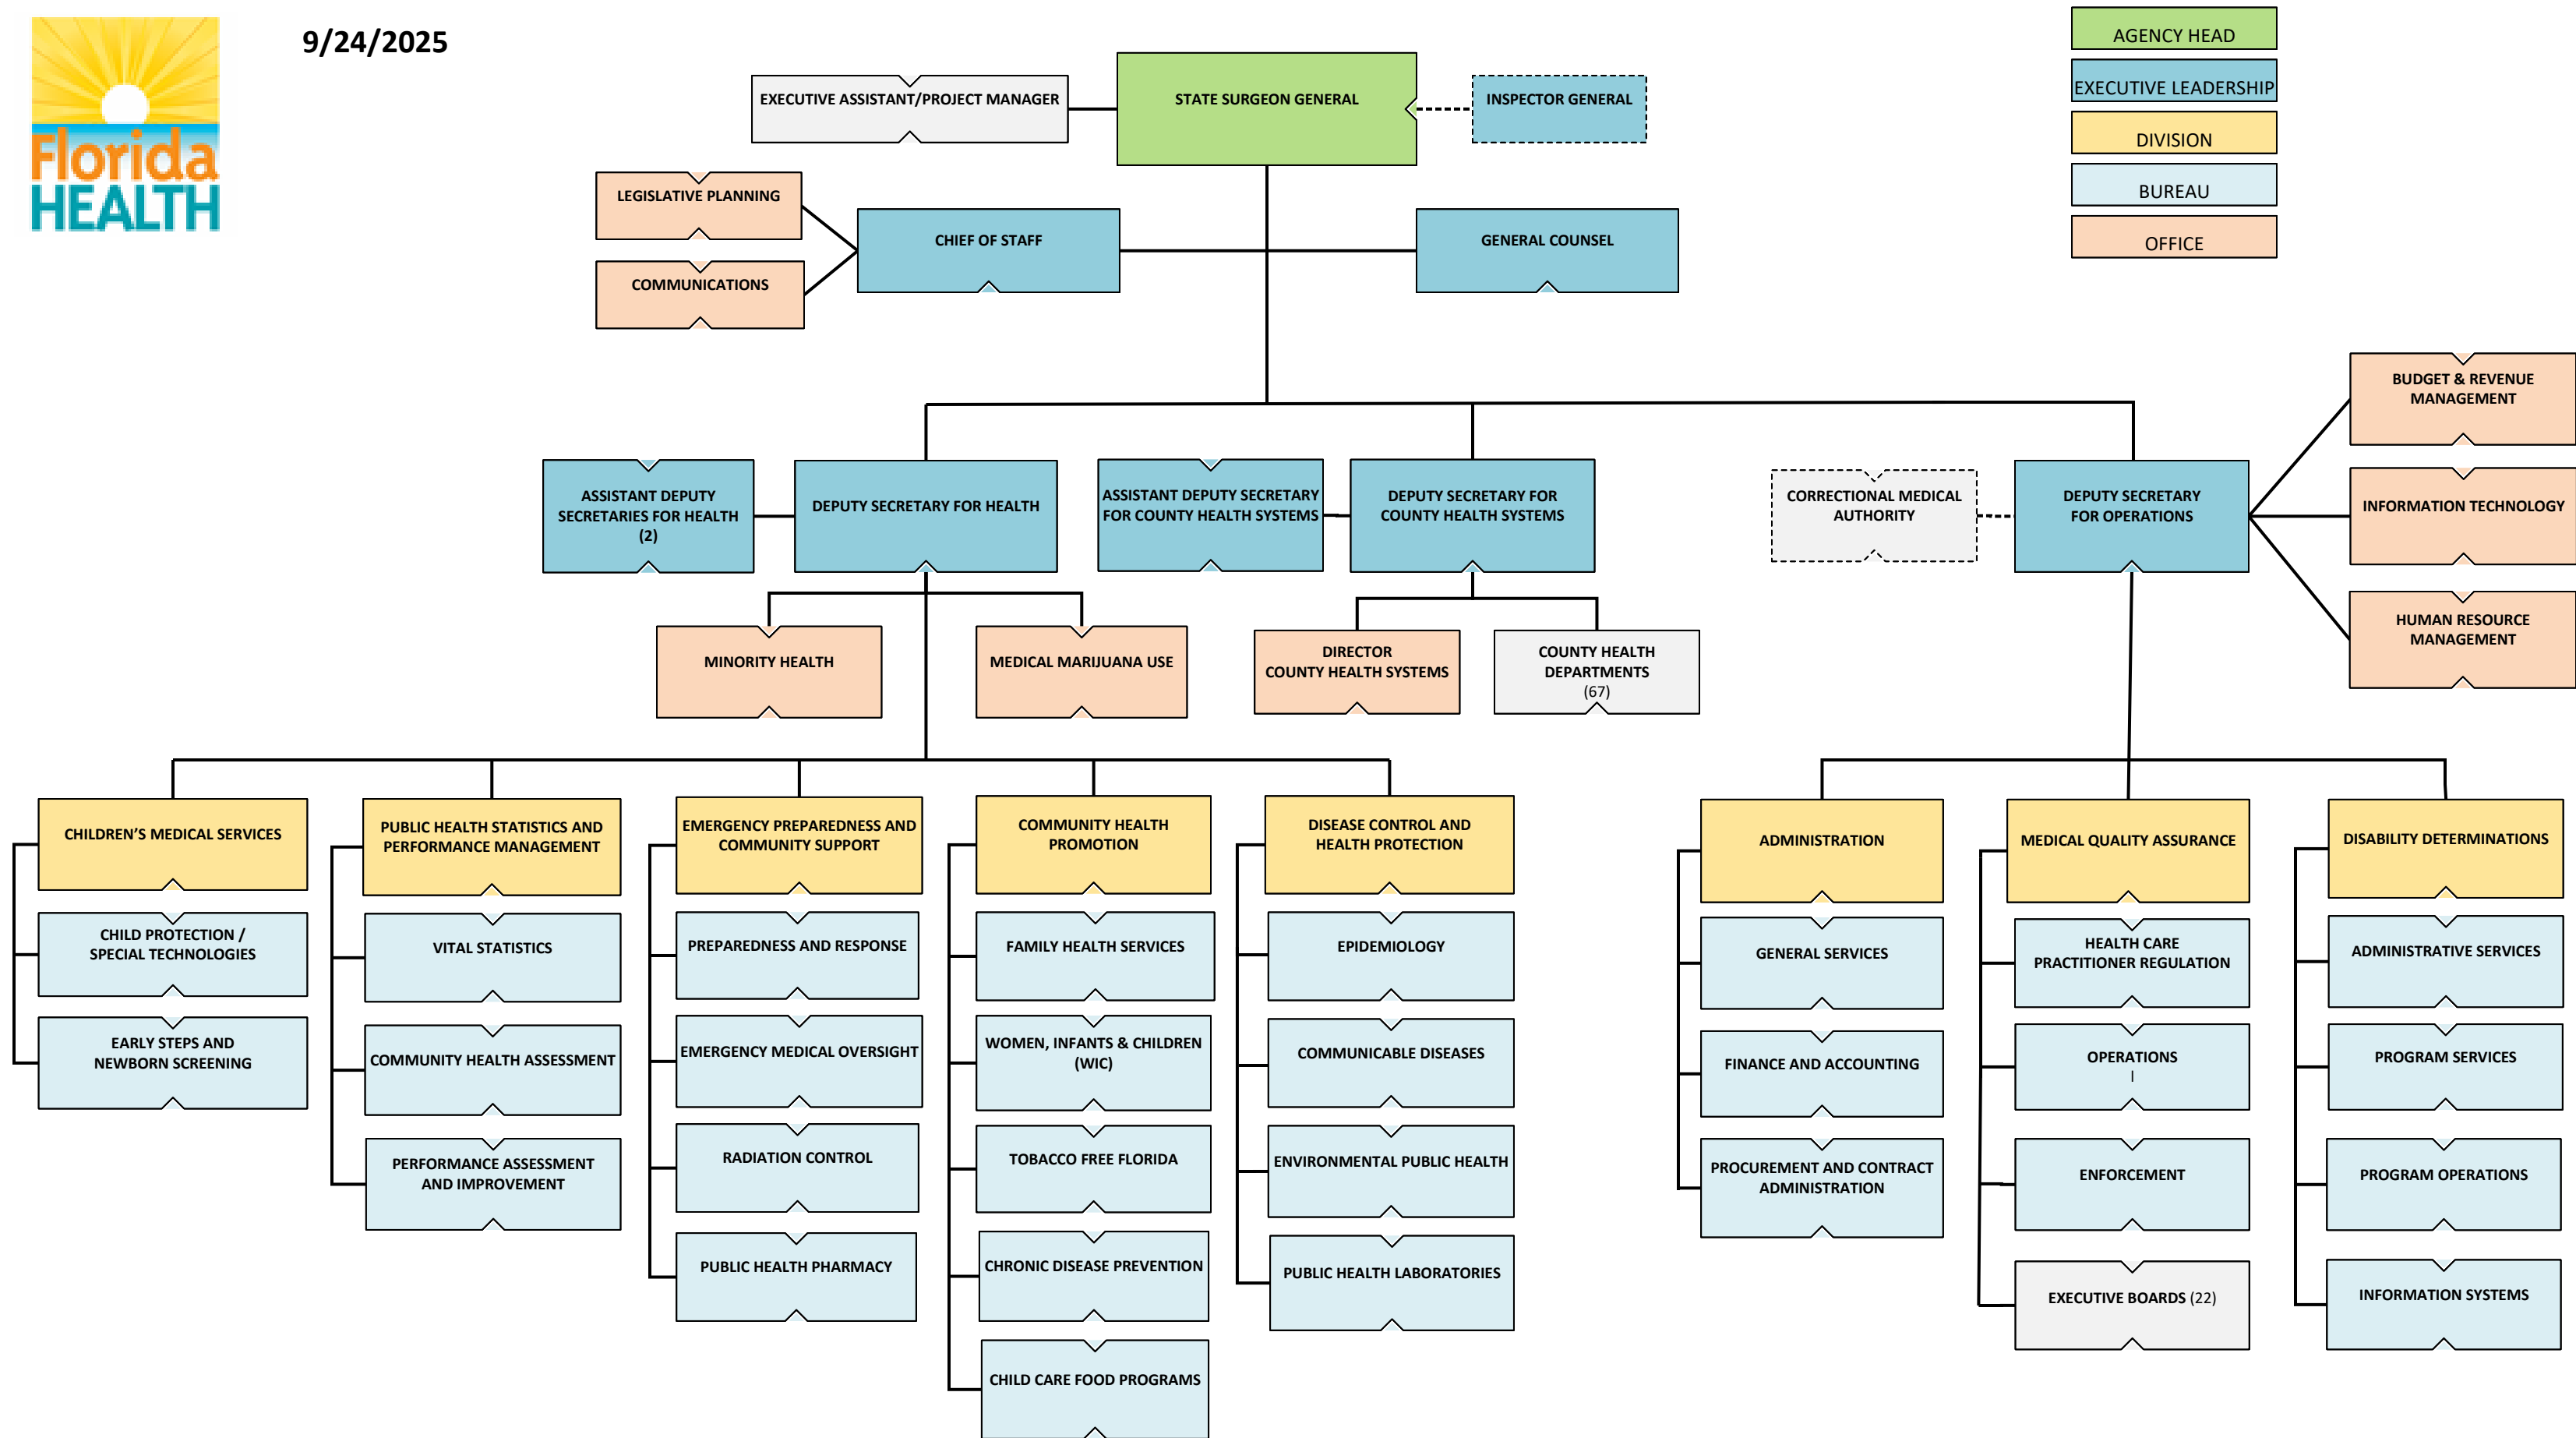 Florida
HEALTH
9/24/2025
AGENCY HEAD
EXECUTIVE LEADERSHIP
DIVISION
BUREAU
OFFICE
EXECUTIVE ASSISTANT/PROJECT MANAGER
STATE SURGEON GENERAL
INSPECTOR GENERAL
LEGISLATIVE PLANNING
COMMUNICATIONS
CHIEF OF STAFF
GENERAL COUNSEL
ASSISTANT DEPUTY
SECRETARIES FOR HEALTH
(2)
DEPUTY SECRETARY FOR HEALTH
ASSISTANT DEPUTY SECRETARY
FOR COUNTY HEALTH SYSTEMS
DEPUTY SECRETARY FOR
COUNTY HEALTH SYSTEMS
CORRECTIONAL MEDICAL
AUTHORITY
DEPUTY SECRETARY
FOR OPERATIONS
BUDGET & REVENUE
MANAGEMENT
INFORMATION TECHNOLOGY
HUMAN RESOURCE
MANAGEMENT
MINORITY HEALTH
MEDICAL MARIJUANA USE
DIRECTOR
COUNTY HEALTH SYSTEMS
COUNTY HEALTH
DEPARTMENTS
(67)
CHILDREN'S MEDICAL SERVICES
CHILD PROTECTION /
SPECIAL TECHNOLOGIES
EARLY STEPS AND
NEWBORN SCREENING
PUBLIC HEALTH STATISTICS AND
PERFORMANCE MANAGEMENT
VITAL STATISTICS
COMMUNITY HEALTH ASSESSMENT
PERFORMANCE ASSESSMENT
AND IMPROVEMENT
EMERGENCY PREPAREDNESS AND
COMMUNITY SUPPORT
PREPAREDNESS AND RESPONSE
EMERGENCY MEDICAL OVERSIGHT
RADIATION CONTROL
PUBLIC HEALTH PHARMACY
COMMUNITY HEALTH
PROMOTION
FAMILY HEALTH SERVICES
WOMEN, INFANTS & CHILDREN
(WIC)
TOBACCO FREE FLORIDA
CHRONIC DISEASE PREVENTION
CHILD CARE FOOD PROGRAMS
DISEASE CONTROL AND
HEALTH PROTECTION
EPIDEMIOLOGY
COMMUNICABLE DISEASES
ENVIRONMENTAL PUBLIC HEALTH
PUBLIC HEALTH LABORATORIES
ADMINISTRATION
GENERAL SERVICES
FINANCE AND ACCOUNTING
PROCUREMENT AND CONTRACT
ADMINISTRATION
MEDICAL QUALITY ASSURANCE
HEALTH CARE
PRACTITIONER REGULATION
OPERATIONS
l
ENFORCEMENT
EXECUTIVE BOARDS (22)
DISABILITY DETERMINATIONS
ADMINISTRATIVE SERVICES
PROGRAM SERVICES
PROGRAM OPERATIONS
INFORMATION SYSTEMS